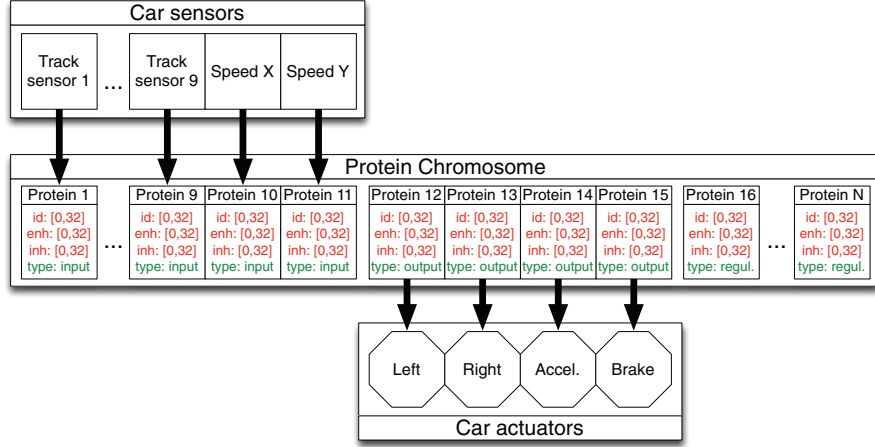 Car sensors
Track sensor 1
...
Track sensor 9
Speed X
Speed Y
Protein Chromosome
Protein 1
id: [0,32]
enh: [0,32]
inh: [0,32]
type: input
...
Protein 9
id: [0,32]
enh: [0,32]
inh: [0,32]
type: input
Protein 10
id: [0,32]
enh: [0,32]
inh: [0,32]
type: input
Protein 11
id: [0,32]
enh: [0,32]
inh: [0,32]
type: input
Protein 12
id: [0,32]
enh: [0,32]
inh: [0,32]
type: output
Protein 13
id: [0,32]
enh: [0,32]
inh: [0,32]
type: output
Protein 14
id: [0,32]
enh: [0,32]
inh: [0,32]
type: output
Protein 15
id: [0,32]
enh: [0,32]
inh: [0,32]
type: output
Protein 16
id: [0,32]
enh: [0,32]
inh: [0,32]
type: regul.
...
Protein N
id: [0,32]
enh: [0,32]
inh: [0,32]
type: regul.
Left
Right
Accel.
Brake
Car actuators